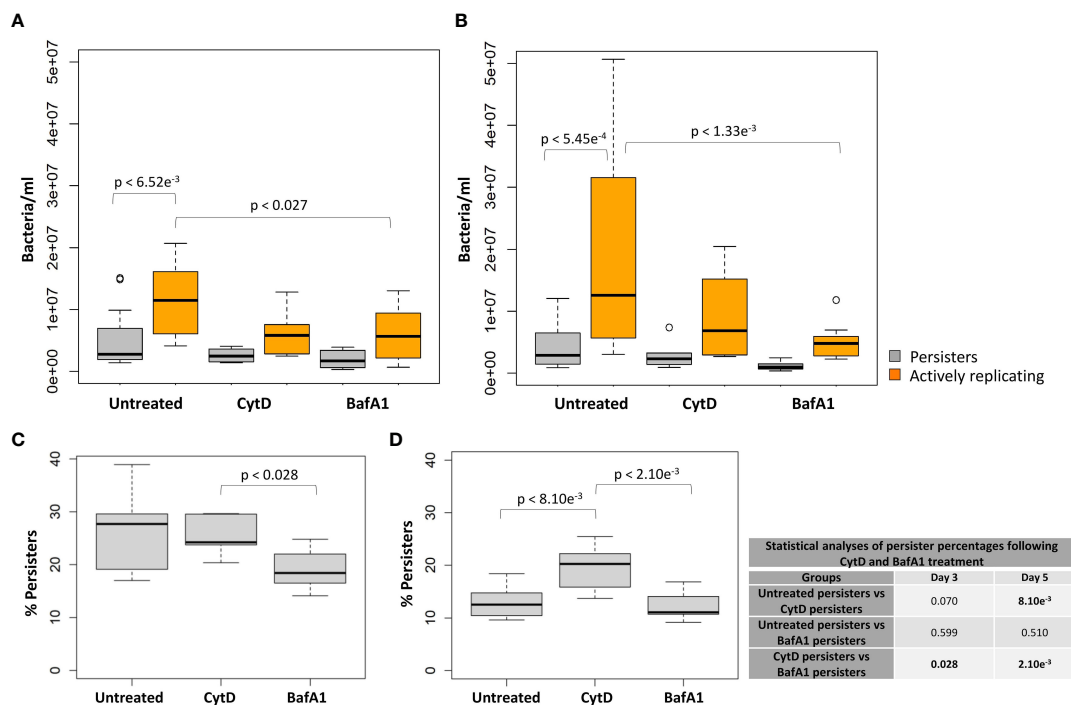 A
Bacteria/ml
5e+07
4e+07
3e+07
2e+07
1e+07
0e+00
p < 6.52e-3
p < 0.027
Untreated CytD BafA1
B
Bacteria/ml
5e+07
4e+07
3e+07
2e+07
1e+07
0e+00
p < 5.45e-4
p < 1.33e-3
Untreated CytD BafA1
Persisters
Actively replicating
C
% Persisters
40
30
20
10
0
p < 0.028
Untreated CytD BafA1
D
% Persisters
40
30
20
10
0
p < 8.10e-3
p < 2.10e-3
Untreated CytD BafA1
Statistical analyses of persister percentages following
CytD and BafA1 treatment
Groups Day 3 Day 5
Untreated persisters vs
CytD persisters 0.070 8.10e-3
Untreated persisters vs
BafA1 persisters 0.599 0.510
CytD persisters vs
BafA1 persisters 0.028 2.10e-3